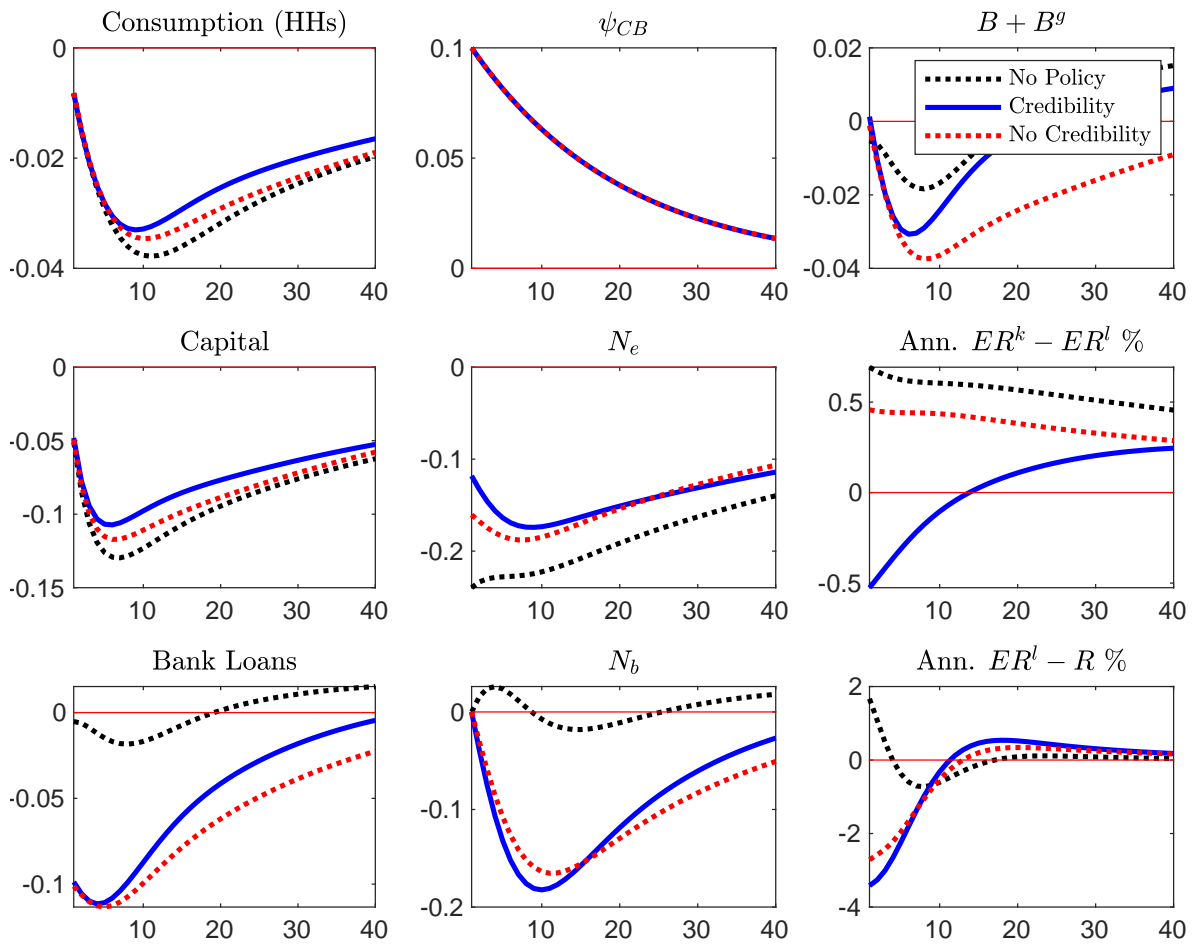 Consumption (HHs)
0
-0.02
-0.04
10 20 30 40
ψ_CB
0.1
0.05
0
10 20 30 40
B + B^g
0.02
0
-0.02
-0.04
10 20 30 40
No Policy
Credibility
No Credibility
Capital
0
-0.05
-0.1
-0.15
10 20 30 40
N_e
0
-0.1
-0.2
10 20 30 40
Ann. ER^k − ER^l %
0.5
0
-0.5
10 20 30 40
Bank Loans
0
-0.05
-0.1
10 20 30 40
N_b
0
-0.1
-0.2
10 20 30 40
Ann. ER^l − R %
2
0
-2
-4
10 20 30 40